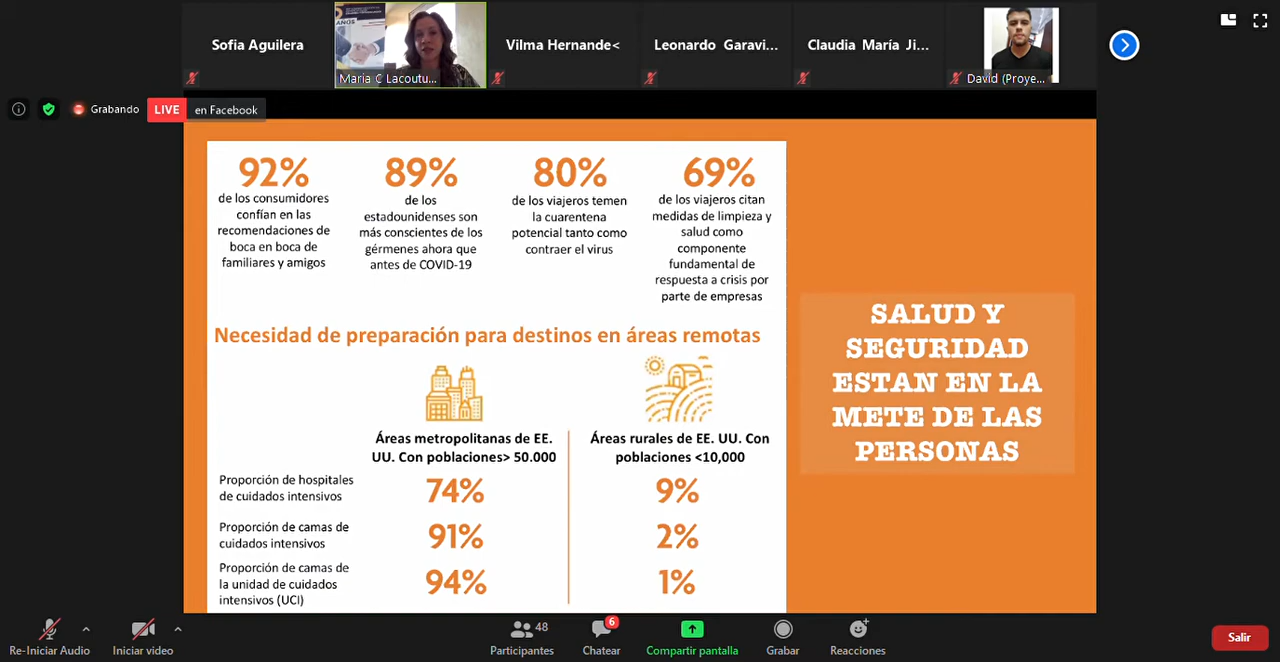 Sofia Aguilera
AÑOS
Maria C Lacoutu...
Vilma Hernande<
Leonardo Garavi...
Claudia María Ji...
David (Proye...
Grabando
LIVE
en Facebook
92%
de los consumidores
confían en las
recomendaciones de
boca en boca de
familiares y amigos
89%
de los
estadounidenses son
más conscientes de los
gérmenes ahora que
antes de COVID-19
80%
de los viajeros temen
la cuarentena
potencial tanto como
contraer el virus
69%
de los viajeros citan
medidas de limpieza y
salud como
componente
fundamental de
respuesta a crisis por
parte de empresas
Necesidad de preparación para destinos en áreas remotas
Áreas metropolitanas de EE.
UU. Con poblaciones> 50.000
Áreas rurales de EE. UU. Con
poblaciones <10,000
Proporción de hospitales
de cuidados intensivos
74%
9%
Proporción de camas de
cuidados intensivos
91%
2%
Proporción de camas de
la unidad de cuidados
intensivos (UCI)
94%
1%
SALUD Y
SEGURIDAD
ESTAN EN LA
METE DE LAS
PERSONAS
Re-Iniciar Audio
Iniciar video
48
Participantes
6
Chatear
Compartir pantalla
Grabar
Reacciones
Salir